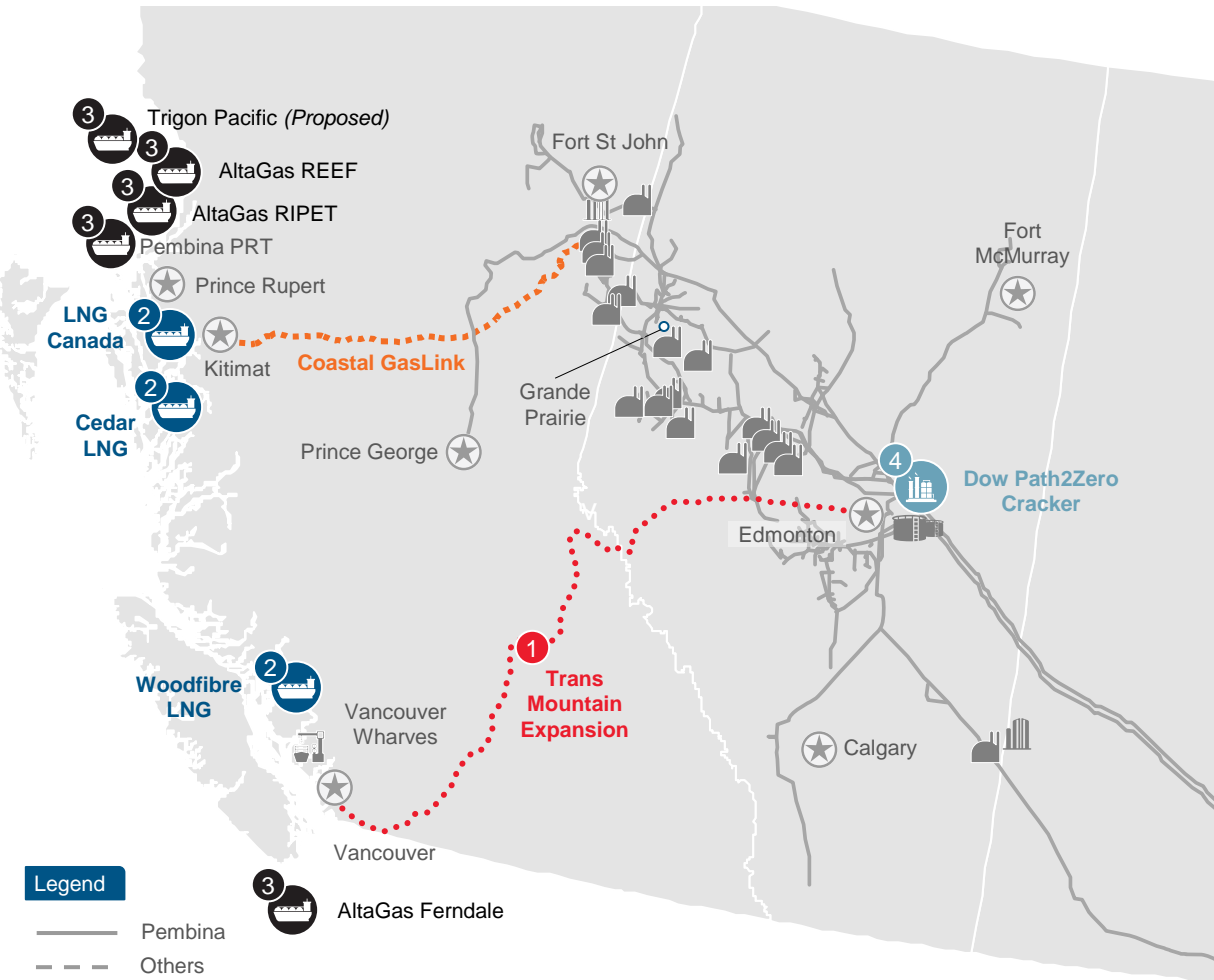 3
Trigon Pacific (Proposed)
3
AltaGas REEF
3
AltaGas RIPET
3
Pembina PRT
Prince Rupert
LNG
Canada
2
Kitimat
Coastal GasLink
Cedar
LNG
2
Prince George
Fort St John
Fort
McMurray
Grande
Prairie
4
Dow Path2Zero
Cracker
Edmonton
1
Trans
Mountain
Expansion
Woodfibre
LNG
2
Vancouver
Wharves
Calgary
Vancouver
3
AltaGas Ferndale
Legend
Pembina
Others